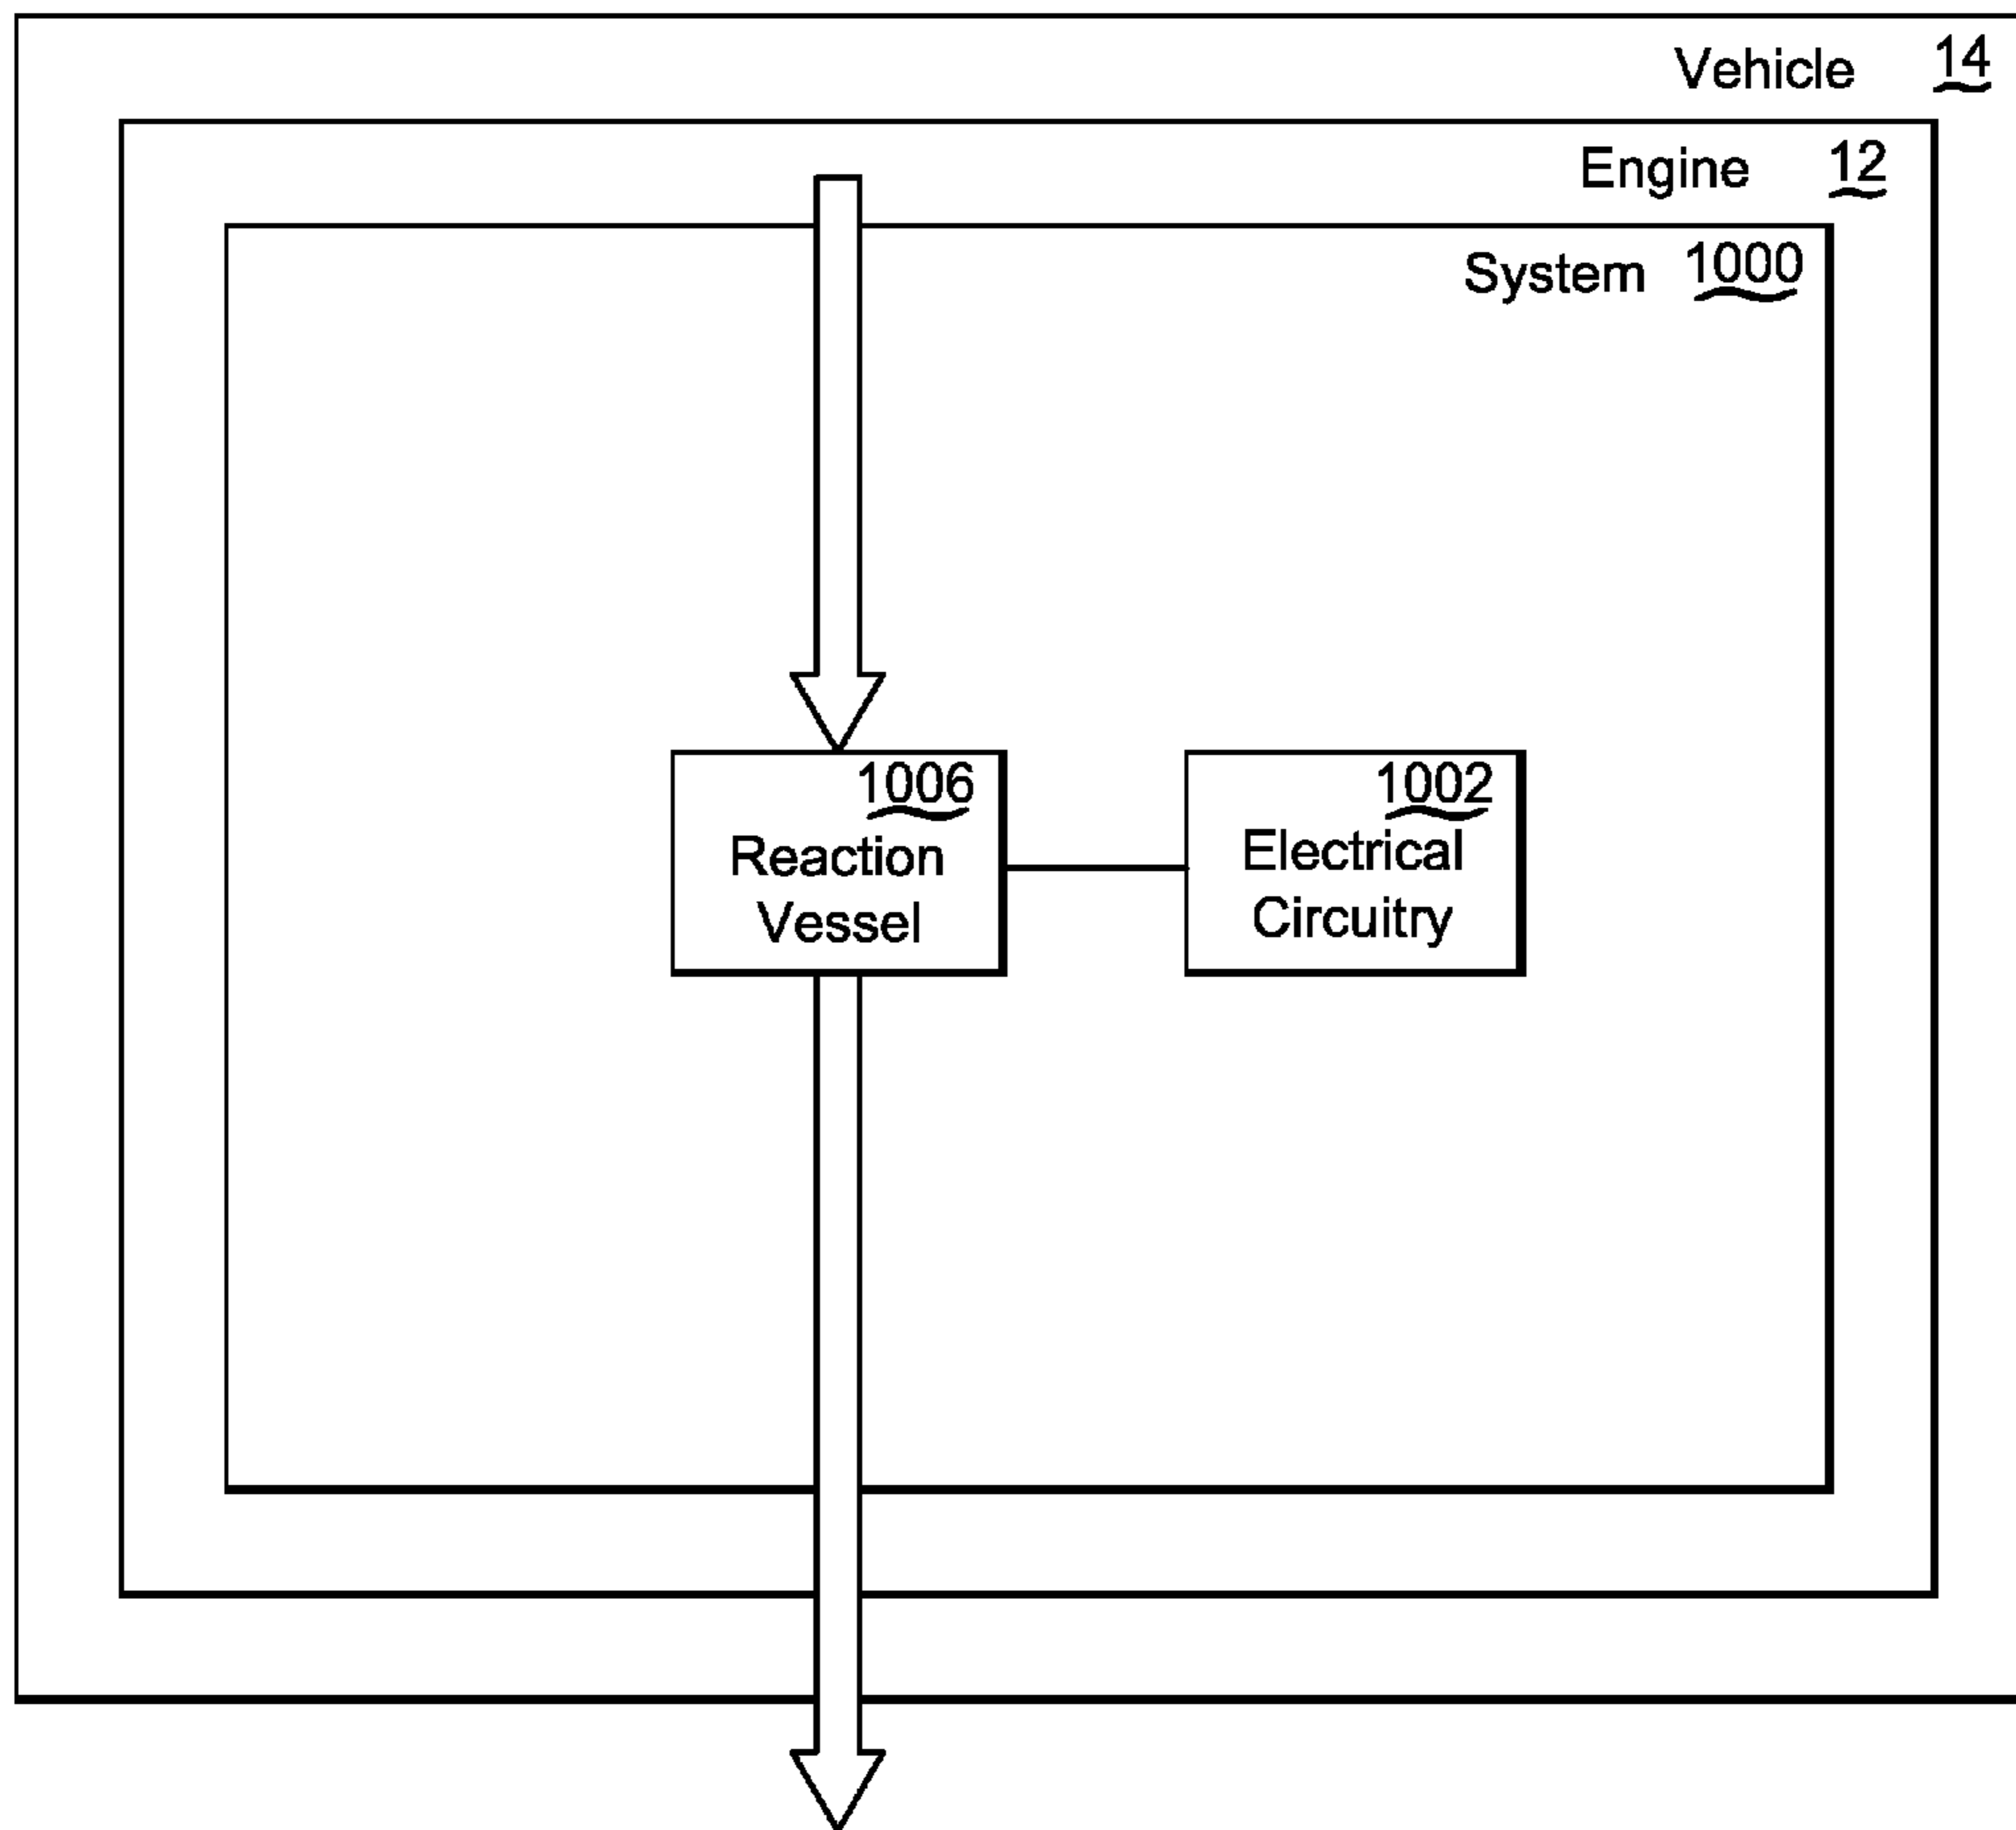 Vehicle 14
Engine 12
System 1000
1006
Reaction
Vessel
1002
Electrical
Circuitry